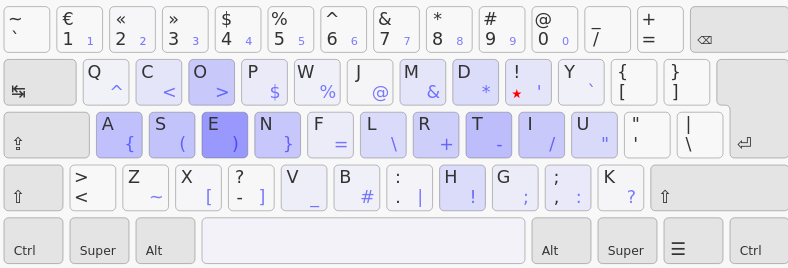 ~ ` € 1 1 « 2 2 » 3 3 $ 4 4 % 5 5 ^ 6 6 & 7 7 * 8 8 # 9 9 @ 0 0 _ / + = ⌫
↹ Q ^ C < O > P $ W % J @ M & D * ! ★ ' Y ` { [ } ]
⇪ A { S ( E ) N } F = L \ R + T - I / U " " ' | \ ⏎
⇧ > < Z ~ X [ ? - ] V _ B # : . | H ! G ; ; , : K ? ⇧
Ctrl Super Alt Alt Super ☰ Ctrl